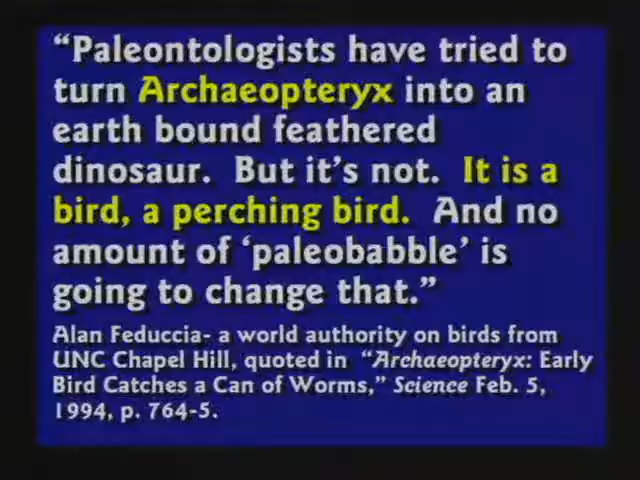 “Paleontologists have tried to
turn Archaeopteryx into an
earth bound feathered
dinosaur.  But it’s not.  It is a
bird, a perching bird.  And no
amount of ‘paleobabble’ is
going to change that.”
Alan Feduccia- a world authority on birds from
UNC Chapel Hill, quoted in  “Archaeopteryx: Early
Bird Catches a Can of Worms,” Science Feb. 5,
1994, p. 764-5.